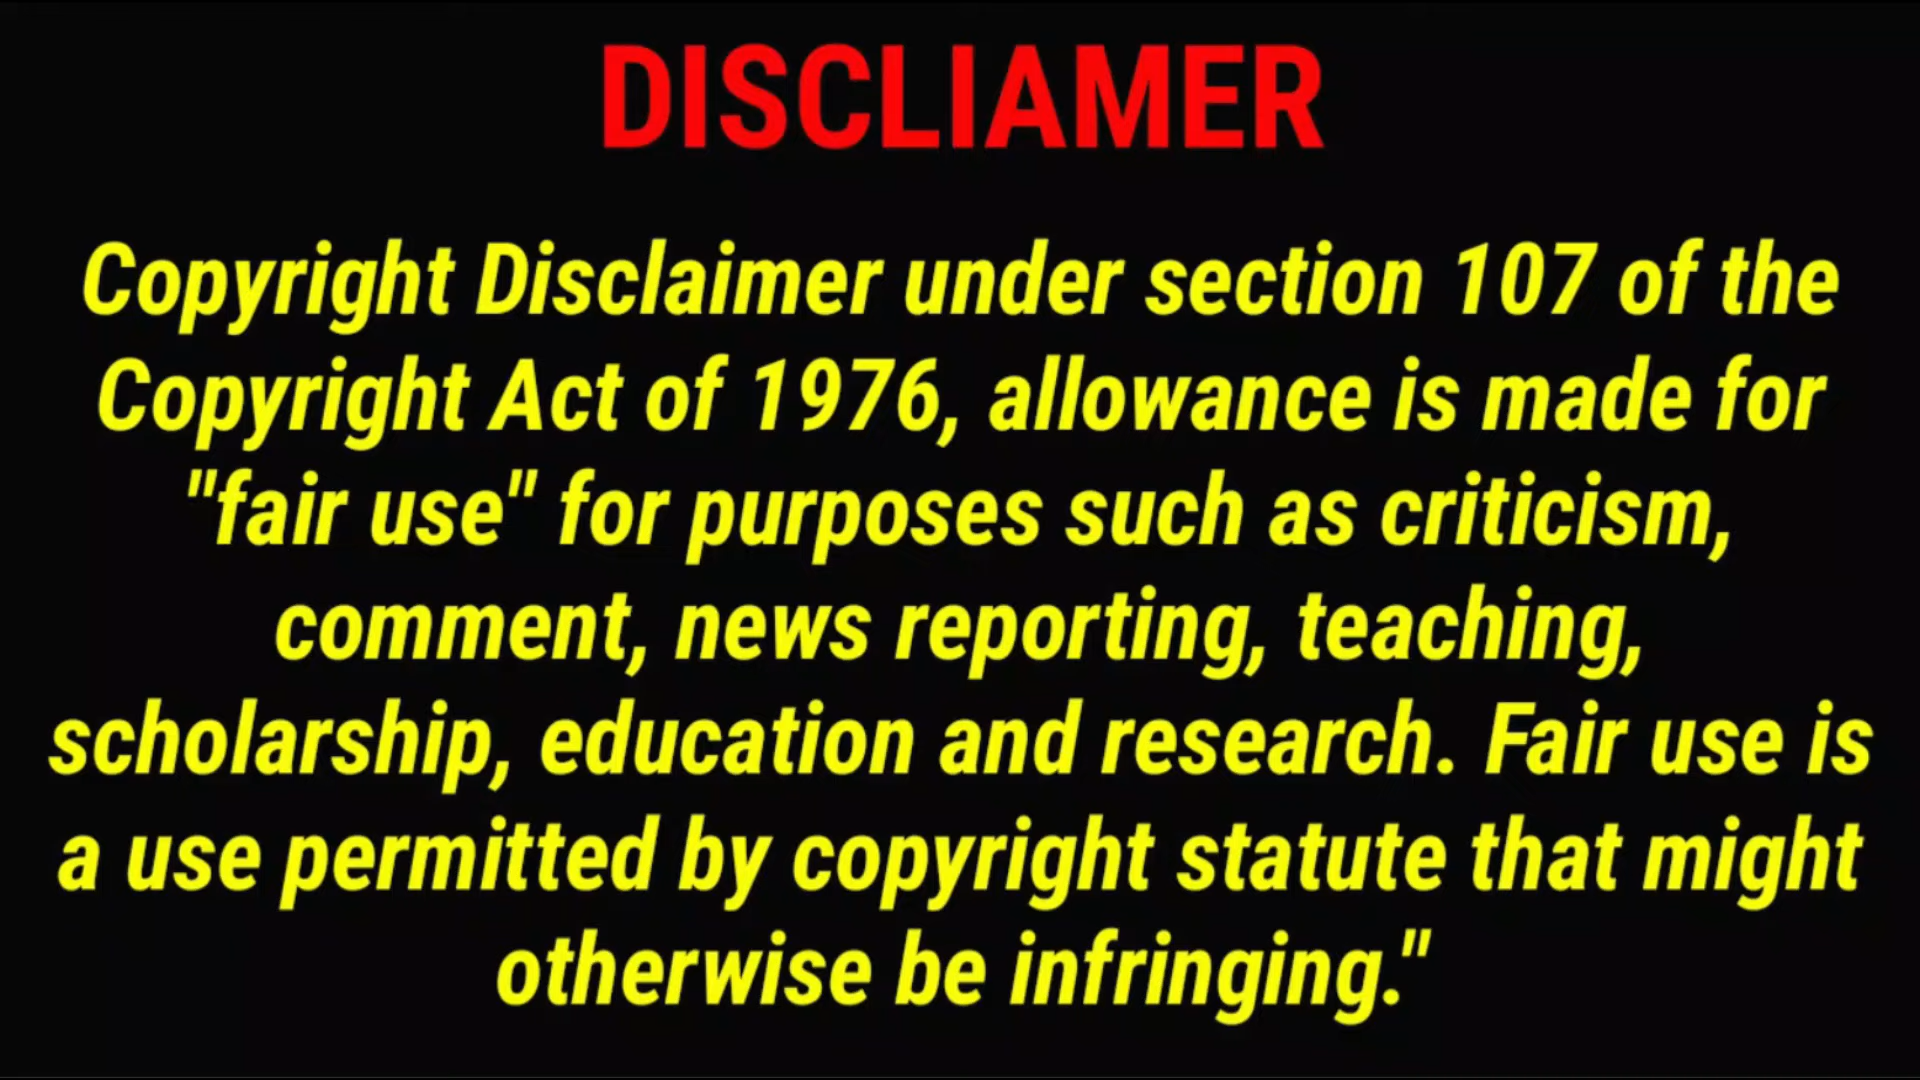 DISCLIAMER
Copyright Disclaimer under section 107 of the
Copyright Act of 1976, allowance is made for
"fair use" for purposes such as criticism,
comment, news reporting, teaching,
scholarship, education and research. Fair use is
a use permitted by copyright statute that might
otherwise be infringing."